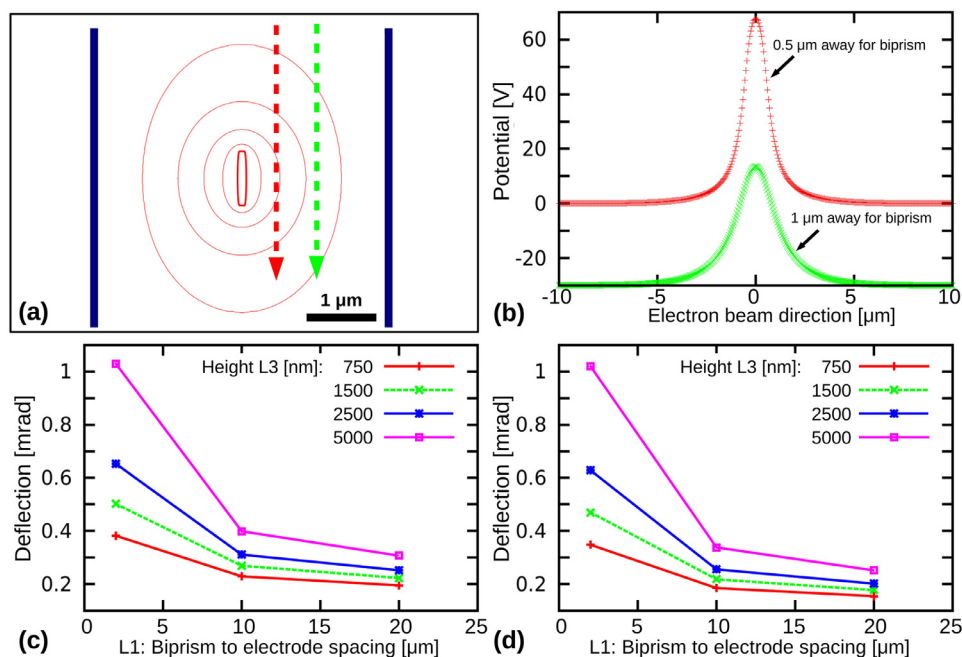 (a)
1 μm
Potential [V]
60
40
20
0
-20
0.5 μm away for biprism
1 μm away for biprism
-10
-5
0
5
10
Electron beam direction [μm]
(b)
Deflection [mrad]
1
0.8
0.6
0.4
0.2
Height L3 [nm]: 750
1500
2500
5000
0
5
10
15
20
25
L1: Biprism to electrode spacing [μm]
(c)
Deflection [mrad]
1
0.8
0.6
0.4
0.2
Height L3 [nm]: 750
1500
2500
5000
0
5
10
15
20
25
L1: Biprism to electrode spacing [μm]
(d)